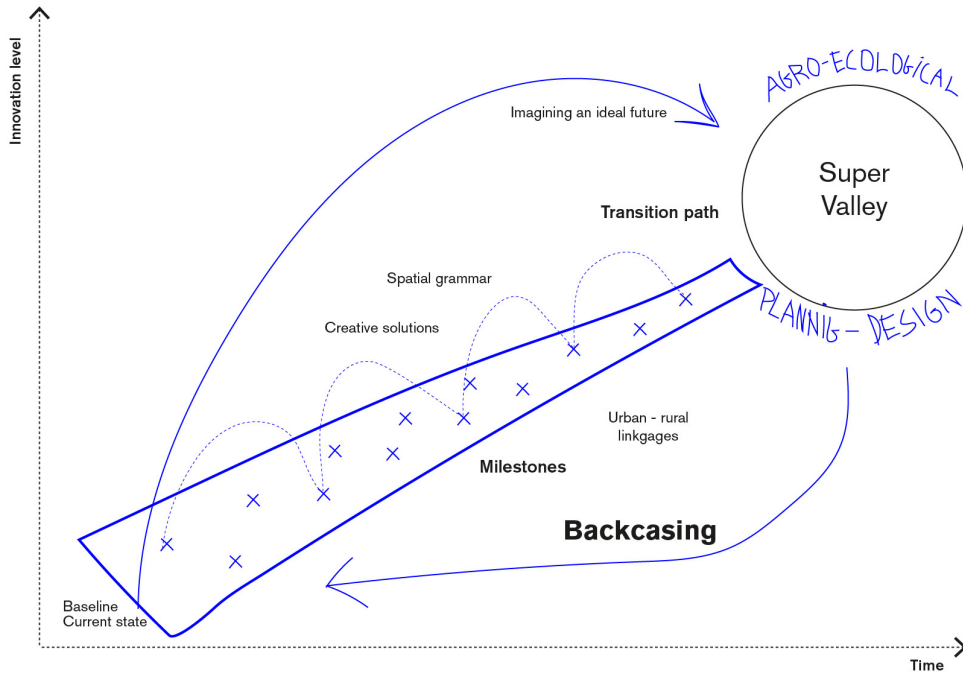 Innovation level
AGRO-ECOLOGICAL
Imagining an ideal future
Super
Valley
Transition path
Spatial grammar
PLANNIG - DESIGN
Creative solutions
Urban - rural
linkgages
Milestones
Backcasing
Baseline
Current state
Time